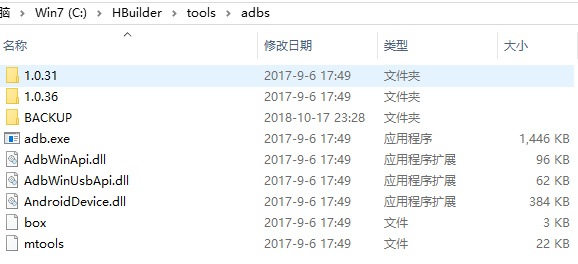 脑 > Win7 (C:) > HBuilder > tools > adbs
名称 修改日期 类型 大小
1.0.31 2017-9-6 17:49 文件夹
1.0.36 2017-9-6 17:49 文件夹
BACKUP 2018-10-17 23:28 文件夹
adb.exe 2017-9-6 17:49 应用程序 1,446 KB
AdbWinApi.dll 2017-9-6 17:49 应用程序扩展 96 KB
AdbWinUsbApi.dll 2017-9-6 17:49 应用程序扩展 62 KB
AndroidDevice.dll 2017-9-6 17:49 应用程序扩展 384 KB
box 2017-9-6 17:49 文件 3 KB
mtools 2017-9-6 17:49 文件 22 KB